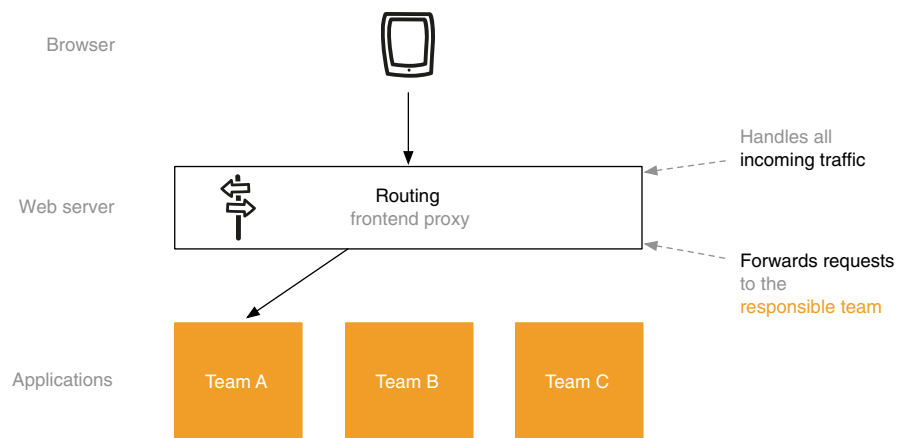 Browser
Handles all
incoming traffic
Web server
Routing
frontend proxy
Forwards requests
to the
responsible team
Applications
Team A
Team B
Team C